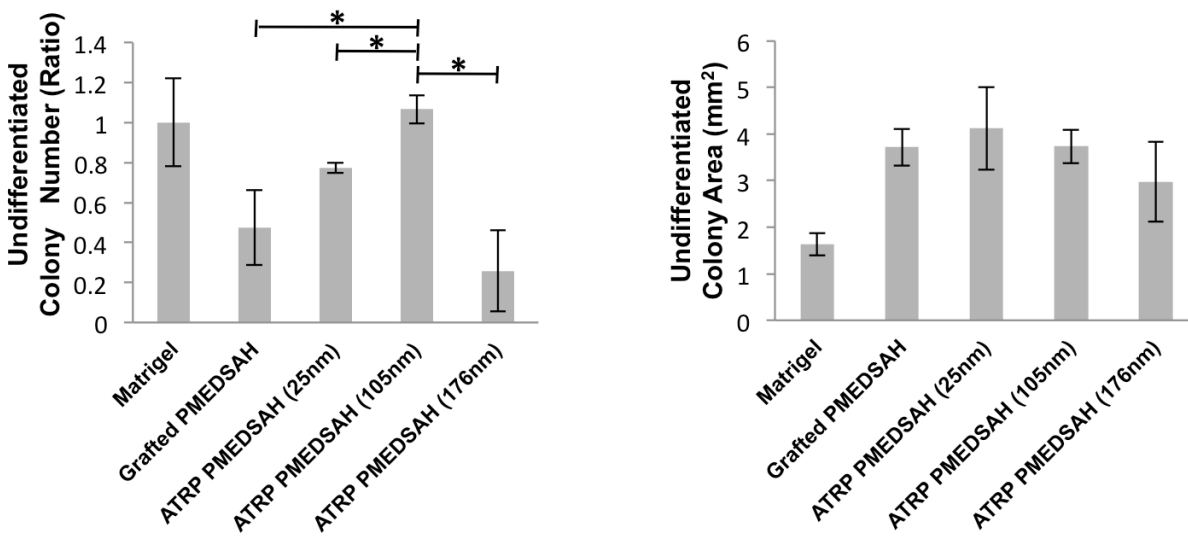 Undifferentiated
Colony Number (Ratio)
1.4
1.2
1
0.8
0.6
0.4
0.2
0
*
*
*
Matrigel
Grafted PMEDSAH
ATRP PMEDSAH (25nm)
ATRP PMEDSAH (105nm)
ATRP PMEDSAH (176nm)
Undifferentiated
Colony Area (mm²)
6
5
4
3
2
1
0
Matrigel
Grafted PMEDSAH
ATRP PMEDSAH (25nm)
ATRP PMEDSAH (105nm)
ATRP PMEDSAH (176nm)